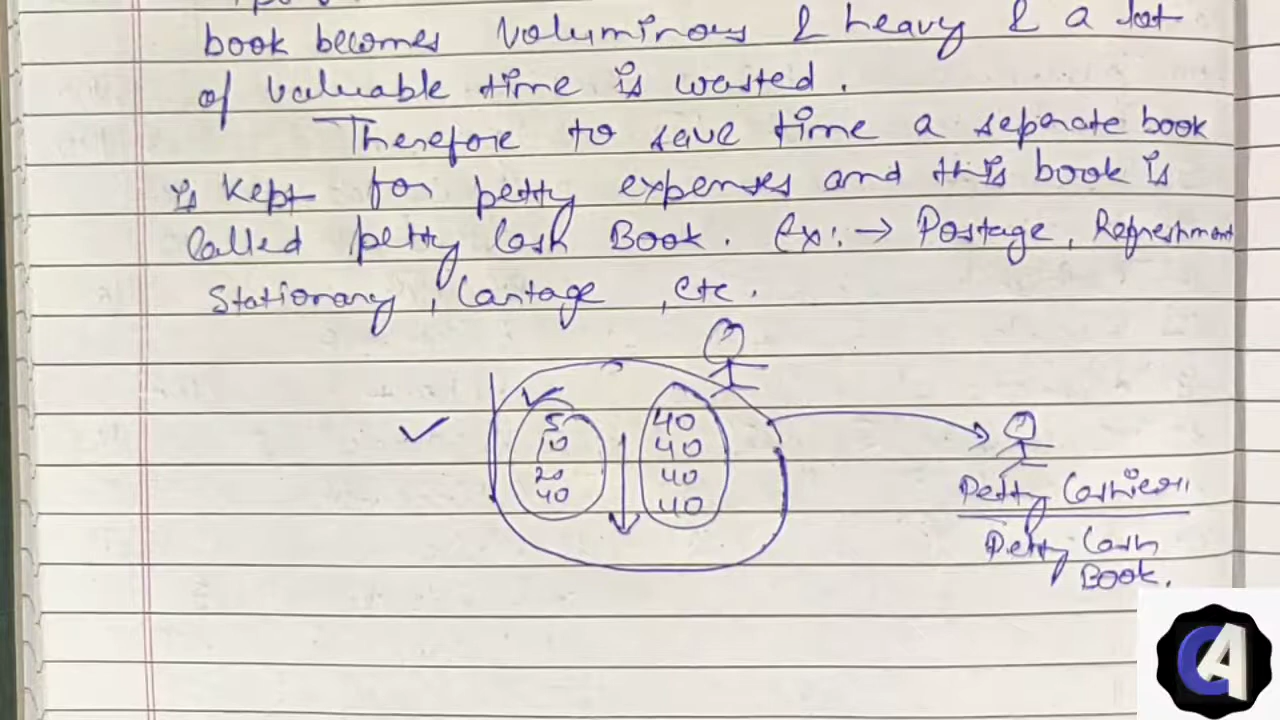 book becomes voluminous & heavy & a lot
of valuable time is wasted.
Therefore to save time a separate book
is kept for petty expenses and this book is
called petty Cash Book. Ex:. → Postage, Refreshment
Stationary, Cartage, etc.
5 40
10 40
20 40
40 40
Petty Cashier
Petty Cash
Book.
CA